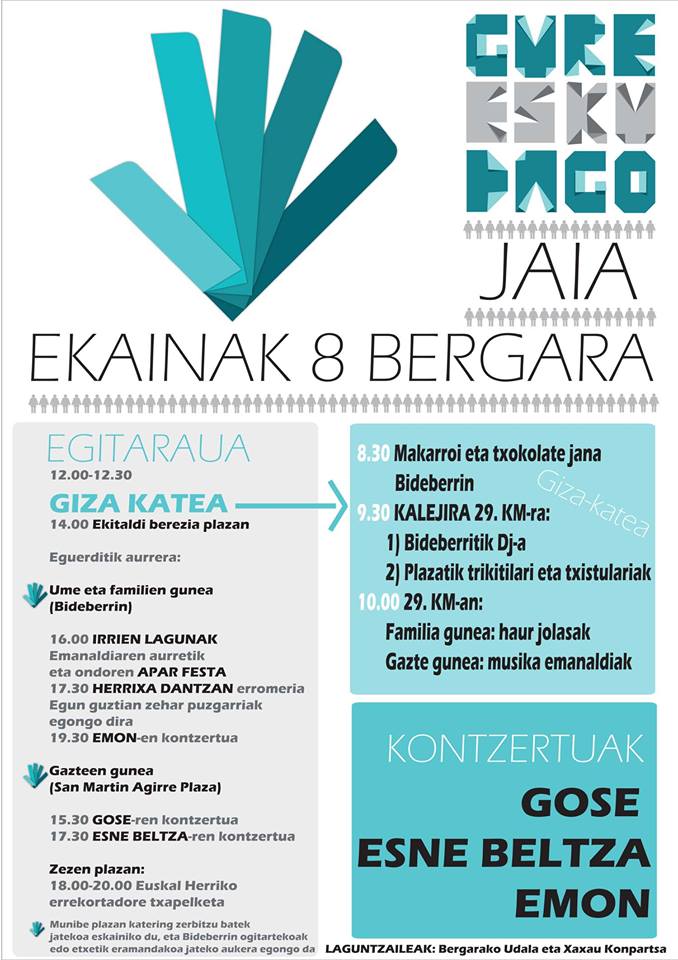 GURE
ESKU
DAGO
JAIA
EKAINAK 8 BERGARA
EGITARAUA
12.00-12.30
GIZA KATEA
14.00 Ekitaldi berezia plazan
Eguerditik aurrera:
Ume eta familien gunea
(Bideberrin)
16.00 IRRIEN LAGUNAK
Emanaldiaren aurretik
eta ondoren APAR FESTA
17.30 HERRIXA DANTZAN erromeria
Egun guztian zehar puzgarriak
egongo dira
19.30 EMON-en kontzertua
Gazteen gunea
(San Martin Agirre Plaza)
15.30 GOSE-ren kontzertua
17.30 ESNE BELTZA-ren kontzertua
Zezen plazan:
18.00-20.00 Euskal Herriko
errekortadore txapelketa
Munibe plazan katering zerbitzu batek
jatekoa eskainiko du, eta Bideberrin ogitartekoak
edo etxetik eramandakoa jateko aukera egongo da
8.30 Makarroi eta txokolate jana
Bideberrin
Giza-katea
9.30 KALEJIRA 29. KM-ra:
1) Bideberritik Dj-a
2) Plazatik trikitilari eta txistulariak
10.00 29. KM-an:
Familia gunea: haur jolasak
Gazte gunea: musika emanaldiak
KONTZERTUAK
GOSE
ESNE BELTZA
EMON
LAGUNTZAILEAK: Bergarako Udala eta Xaxau Konpartsa